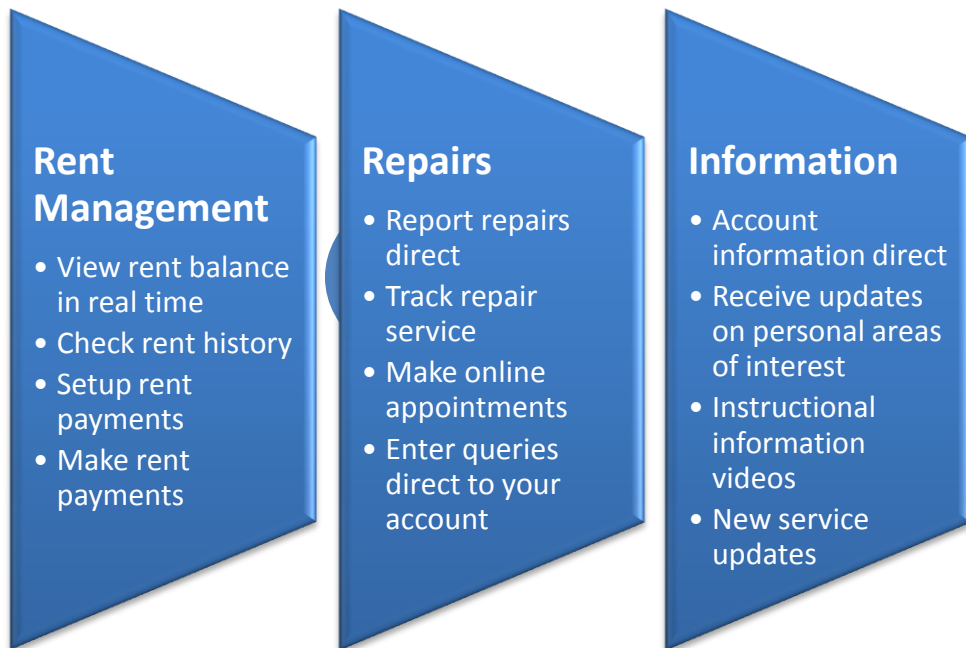 Rent
Management
• View rent balance
in real time
• Check rent history
• Setup rent
payments
• Make rent
payments
Repairs
• Report repairs
direct
• Track repair
service
• Make online
appointments
• Enter queries
direct to your
account
Information
• Account
information direct
• Receive updates
on personal areas
of interest
• Instructional
information
videos
• New service
updates